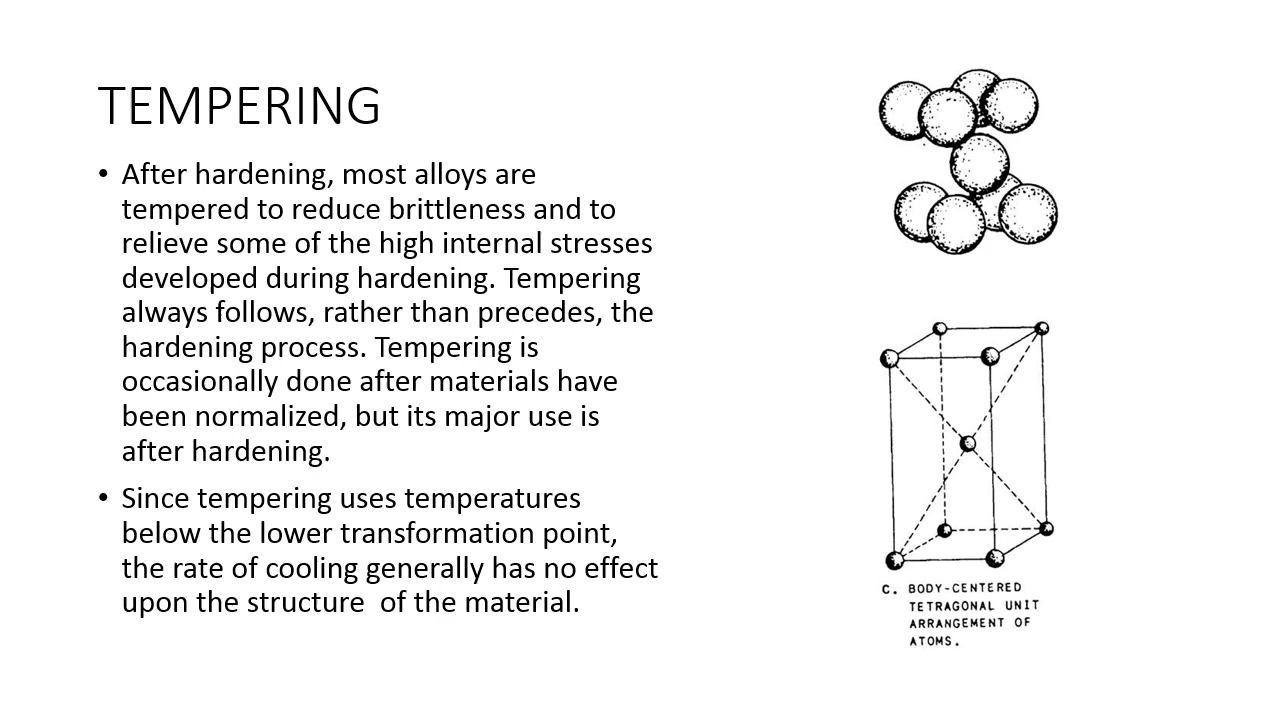 TEMPERING
• After hardening, most alloys are
tempered to reduce brittleness and to
relieve some of the high internal stresses
developed during hardening. Tempering
always follows, rather than precedes, the
hardening process. Tempering is
occasionally done after materials have
been normalized, but its major use is
after hardening.
• Since tempering uses temperatures
below the lower transformation point,
the rate of cooling generally has no effect
upon the structure  of the material.
C. BODY-CENTERED
TETRAGONAL UNIT
ARRANGEMENT OF
ATOMS.